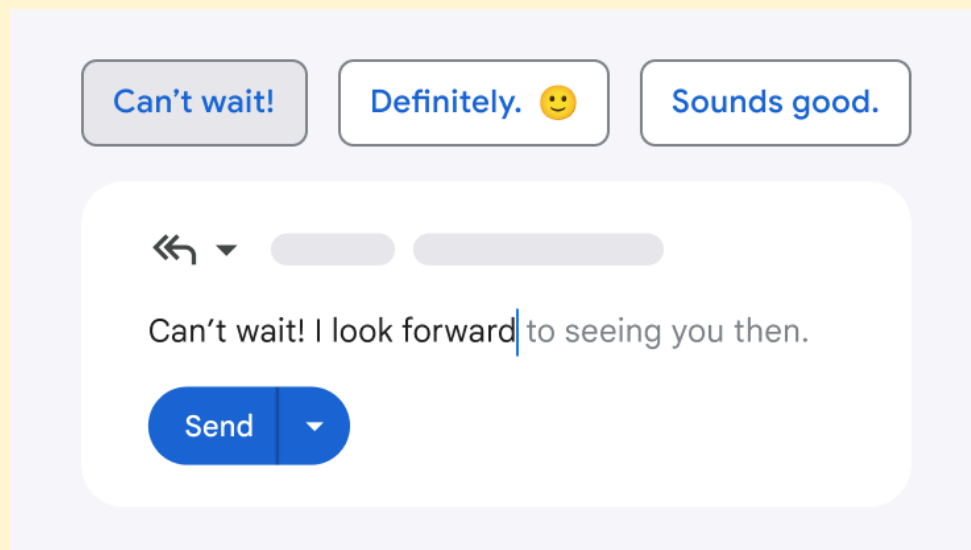 Can’t wait!
Definitely. 🙂
Sounds good.
Can’t wait! I look forward to seeing you then.
Send